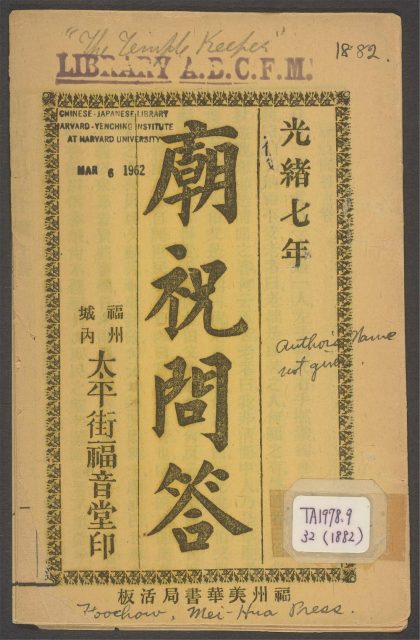 "The Temple Keeper"
1882.
LIBRARY A.B.C.F.M.
CHINESE-JAPANESE LIBRARY
HARVARD-YENCHING INSTITUTE
AT HARVARD UNIVERSITY
MAR 6 1962
光緒七年
廟祝問答
福州
城內
太平街福音堂印
Author's Name
not given.
TA1978.9
32 (1882)
福州美華書局活板
Foochow, Mei-Hua Press.